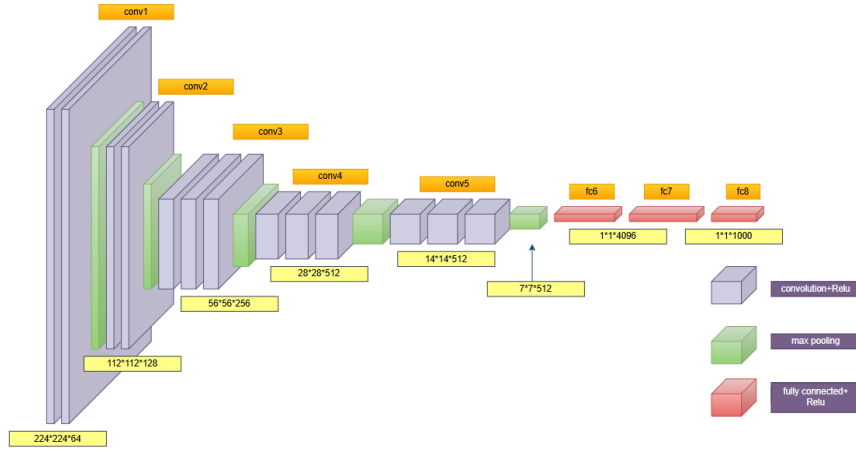 conv1
conv2
conv3
conv4
conv5
fc6
fc7
fc8
1*1*4096
1*1*1000
14*14*512
28*28*512
7*7*512
56*56*256
112*112*128
224*224*64
convolution+Relu
max pooling
fully connected+
Relu